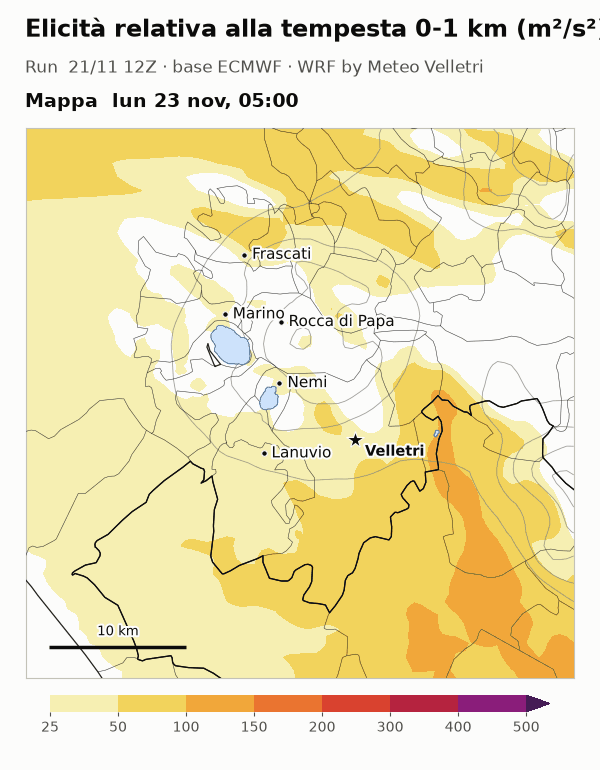 Elicità relativa alla tempesta 0-1 km (m²/s²)
Run 21/11 12Z · base ECMWF · WRF by Meteo Velletri
Mappa lun 23 nov, 05:00
Frascati
Marino
Rocca di Papa
Nemi
Velletri
Lanuvio
10 km
25 50 100 150 200 300 400 500